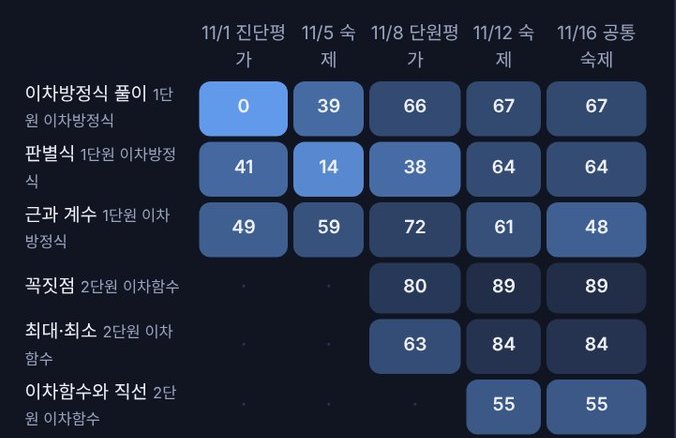 11/1 진단평가 11/5 숙제 11/8 단원평가 11/12 숙제 11/16 공통 숙제
이차방정식 풀이 1단원 이차방정식 0 39 66 67 67
판별식 1단원 이차방정식 41 14 38 64 64
근과 계수 1단원 이차방정식 49 59 72 61 48
꼭짓점 2단원 이차함수 · · 80 89 89
최대·최소 2단원 이차함수 · · 63 84 84
이차함수와 직선 2단원 이차함수 · · · 55 55